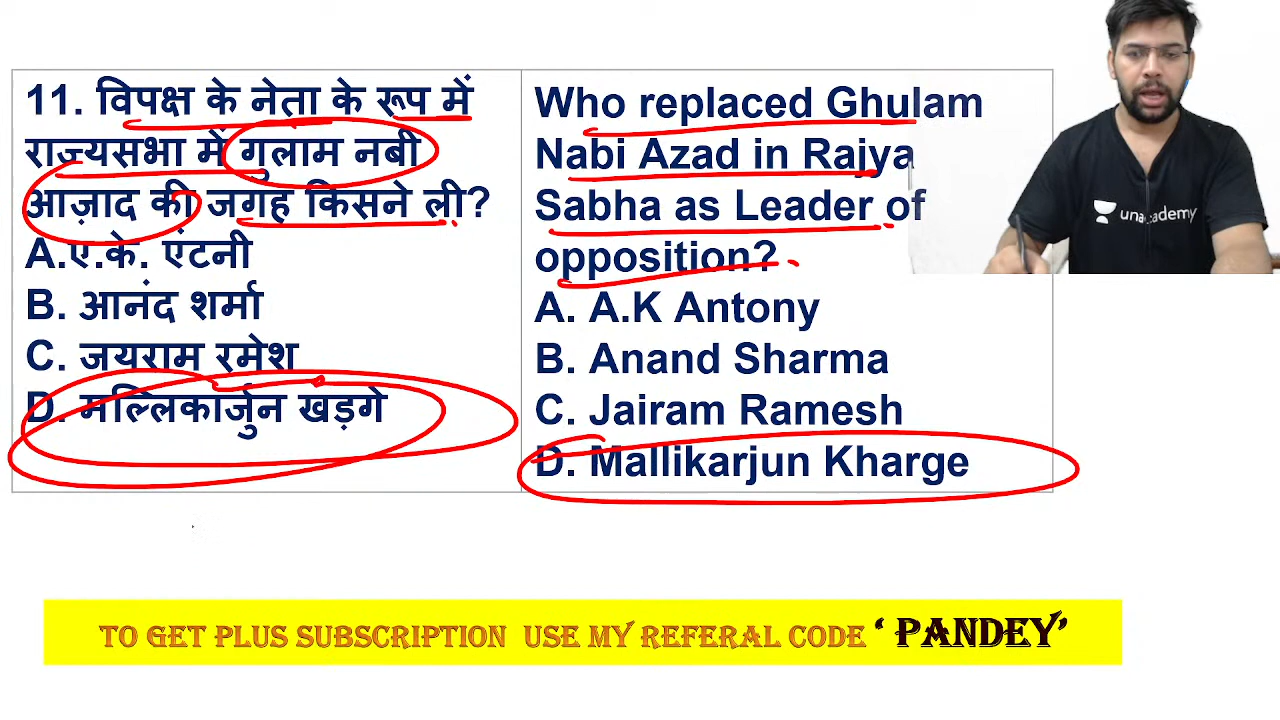 11. विपक्ष के नेता के रूप में
राज्यसभा में गुलाम नबी
आज़ाद की जगह किसने ली?
A.ए.के. एंटनी
B. आनंद शर्मा
C. जयराम रमेश
D. मल्लिकार्जुन खड़गे
Who replaced Ghulam
Nabi Azad in Rajya
Sabha as Leader of
opposition?
A. A.K Antony
B. Anand Sharma
C. Jairam Ramesh
D. Mallikarjun Kharge
unacademy
TO GET PLUS SUBSCRIPTION USE MY REFERAL CODE ‘ PANDEY’